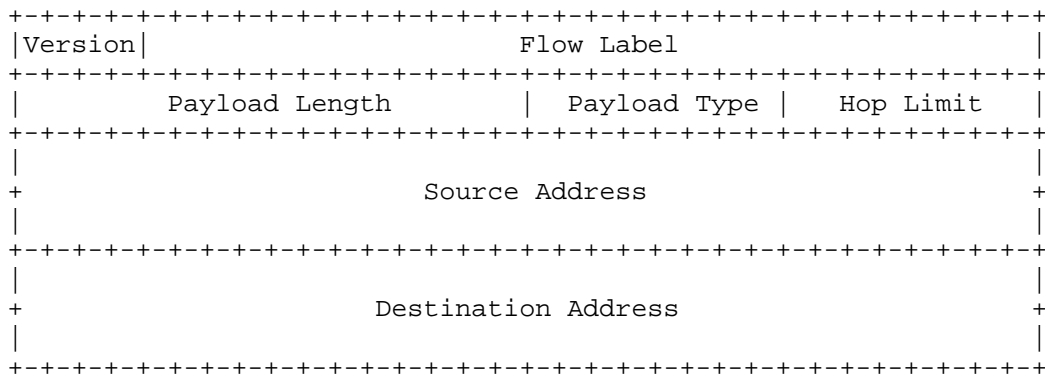 Version Flow Label
Payload Length Payload Type Hop Limit
Source Address
Destination Address